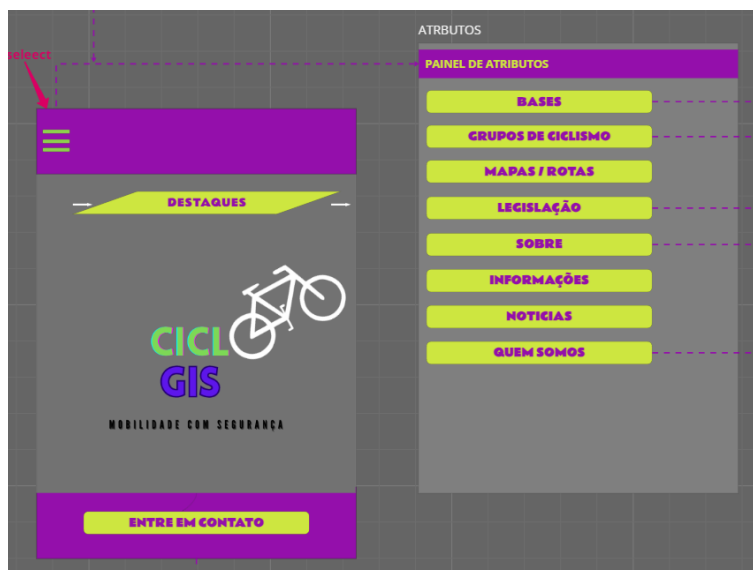 ATRBUTOS
seleect
PAINEL DE ATRIBUTOS
BASES
GRUPOS DE CICLISMO
MAPAS / ROTAS
LEGISLAÇÃO
SOBRE
INFORMAÇÕES
NOTICIAS
QUEM SOMOS
DESTAQUES
CICL
GIS
MOBILIDADE COM SEGURANÇA
ENTRE EM CONTATO